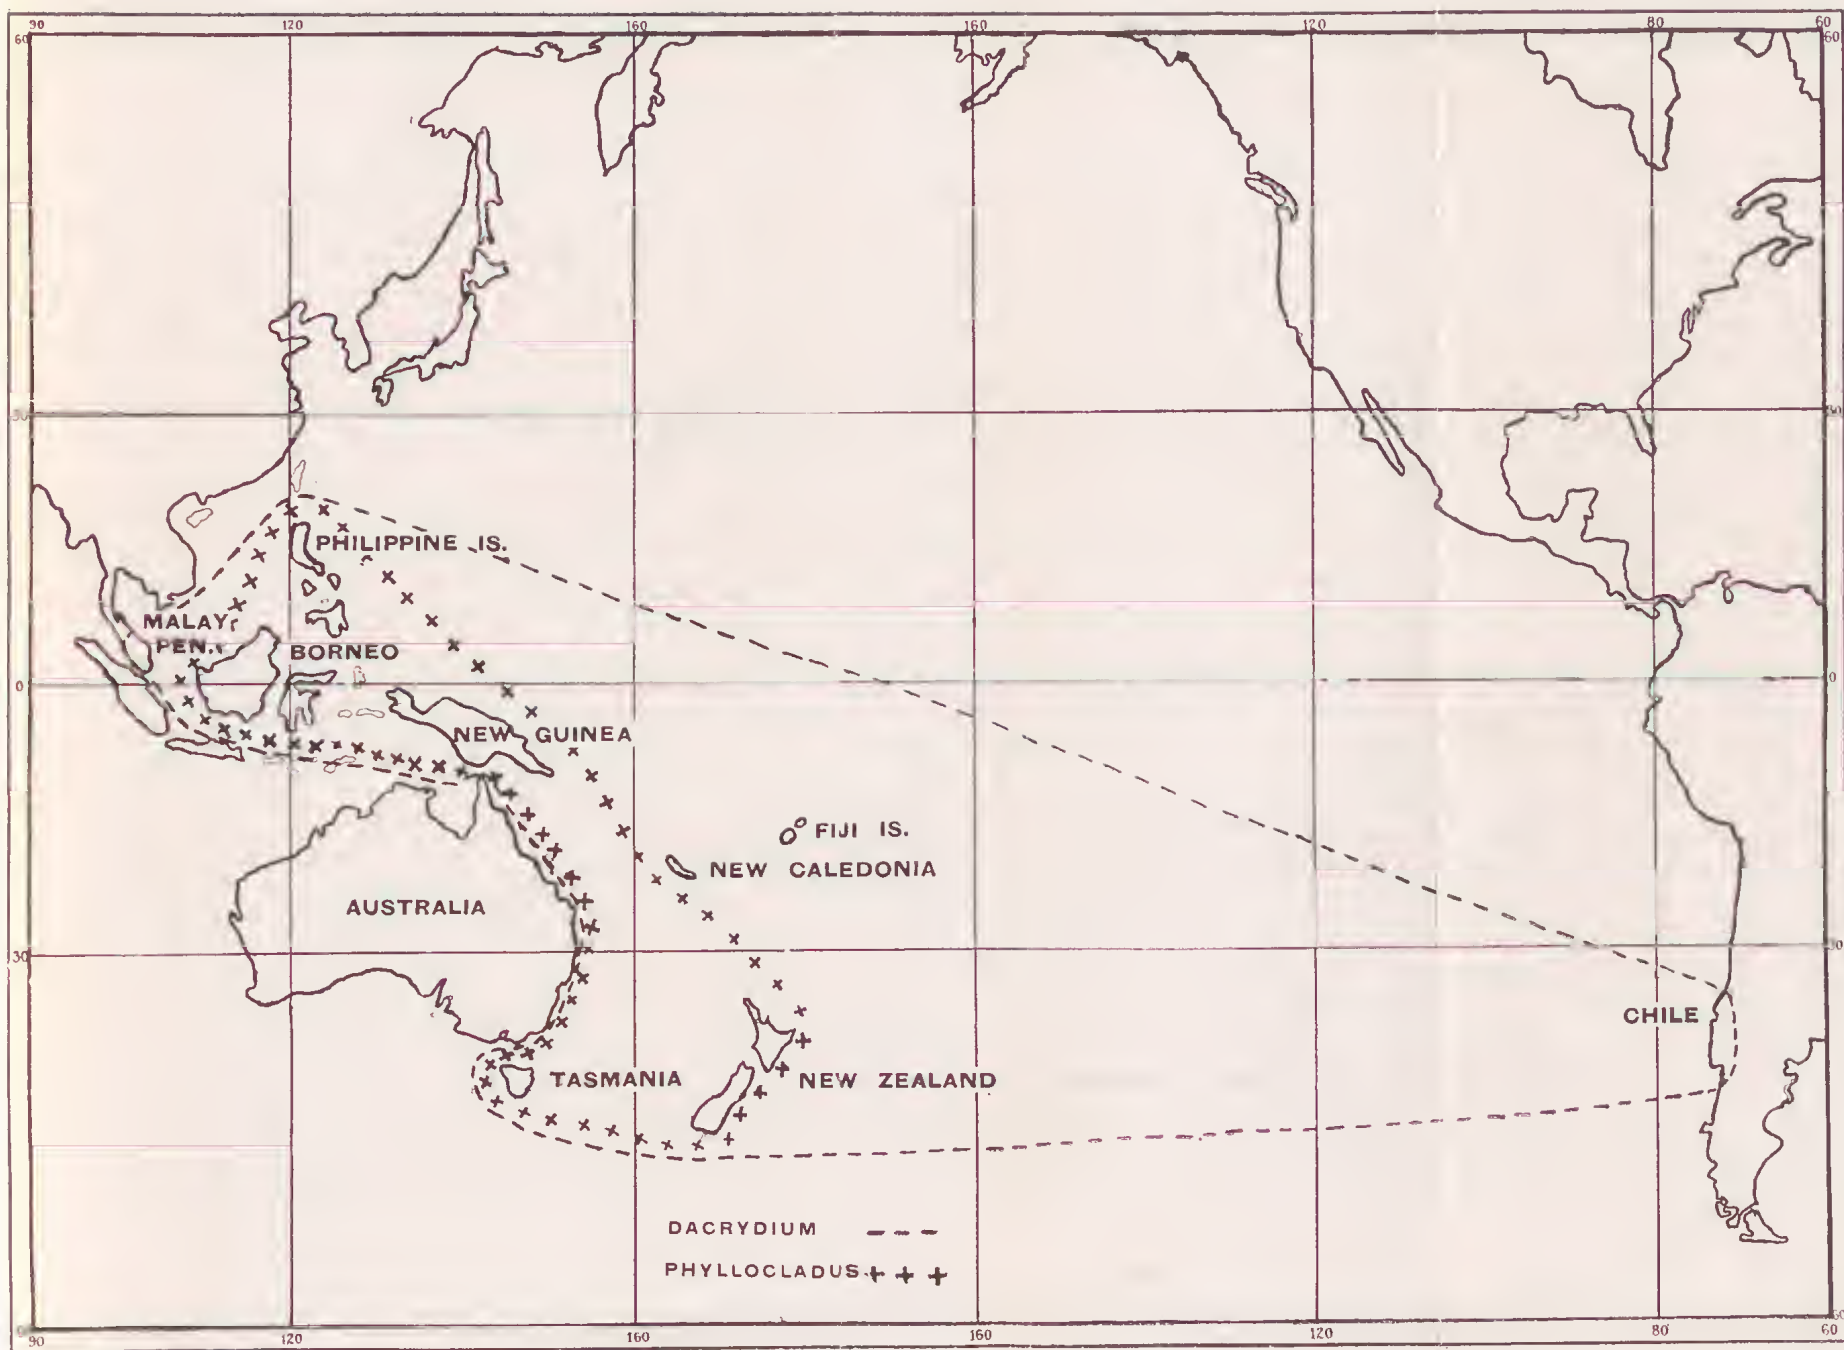 90 120 160 160 120 80 60
60 60
30 30
PHILIPPINE IS.
MALAY
PEN.
BORNEO
0 0
NEW GUINEA
FIJI IS.
NEW CALEDONIA
AUSTRALIA
30 30
CHILE
TASMANIA
NEW ZEALAND
DACRYDIUM
PHYLLOCLADUS
90 120 160 160 120 80 60